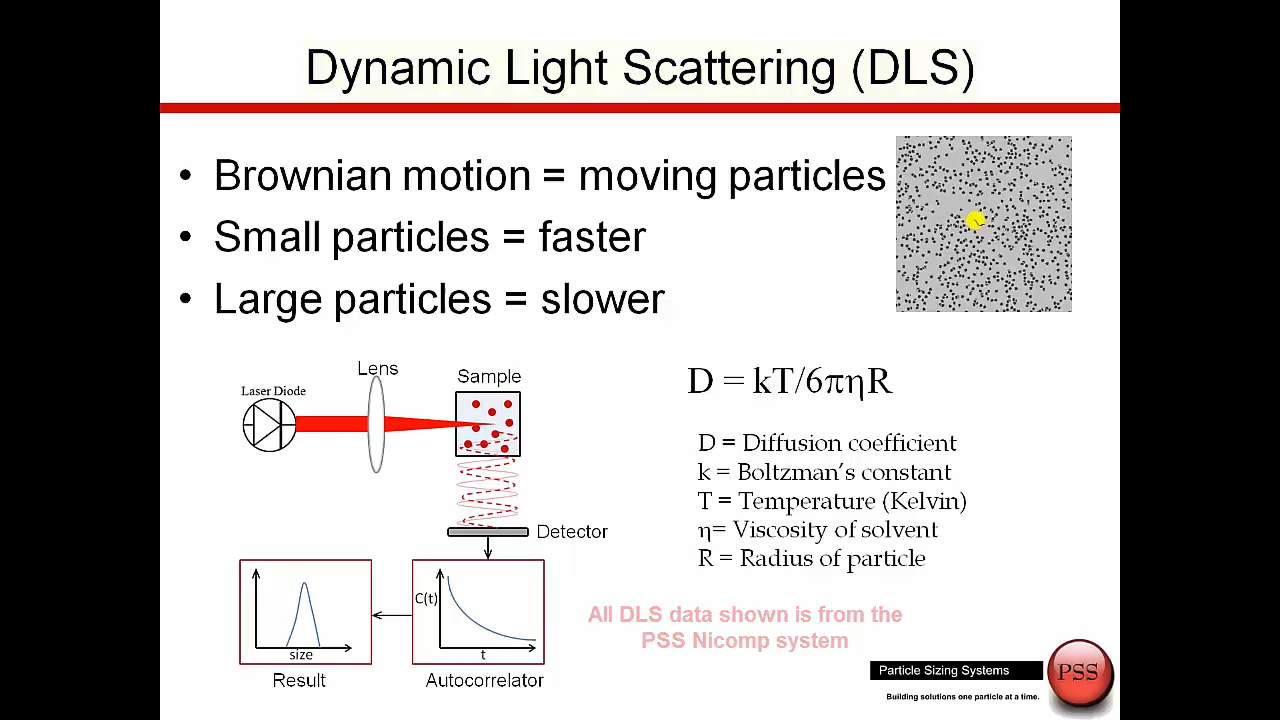 Dynamic Light Scattering (DLS)
• Brownian motion = moving particles
• Small particles = faster
• Large particles = slower
Lens
Sample
Laser Diode
Detector
C(t)
t
size
Result
Autocorrelator
D = kT/6πηR
D = Diffusion coefficient
k = Boltzman's constant
T = Temperature (Kelvin)
η= Viscosity of solvent
R = Radius of particle
All DLS data shown is from the
PSS Nicomp system
Particle Sizing Systems
PSS
Building solutions one particle at a time.